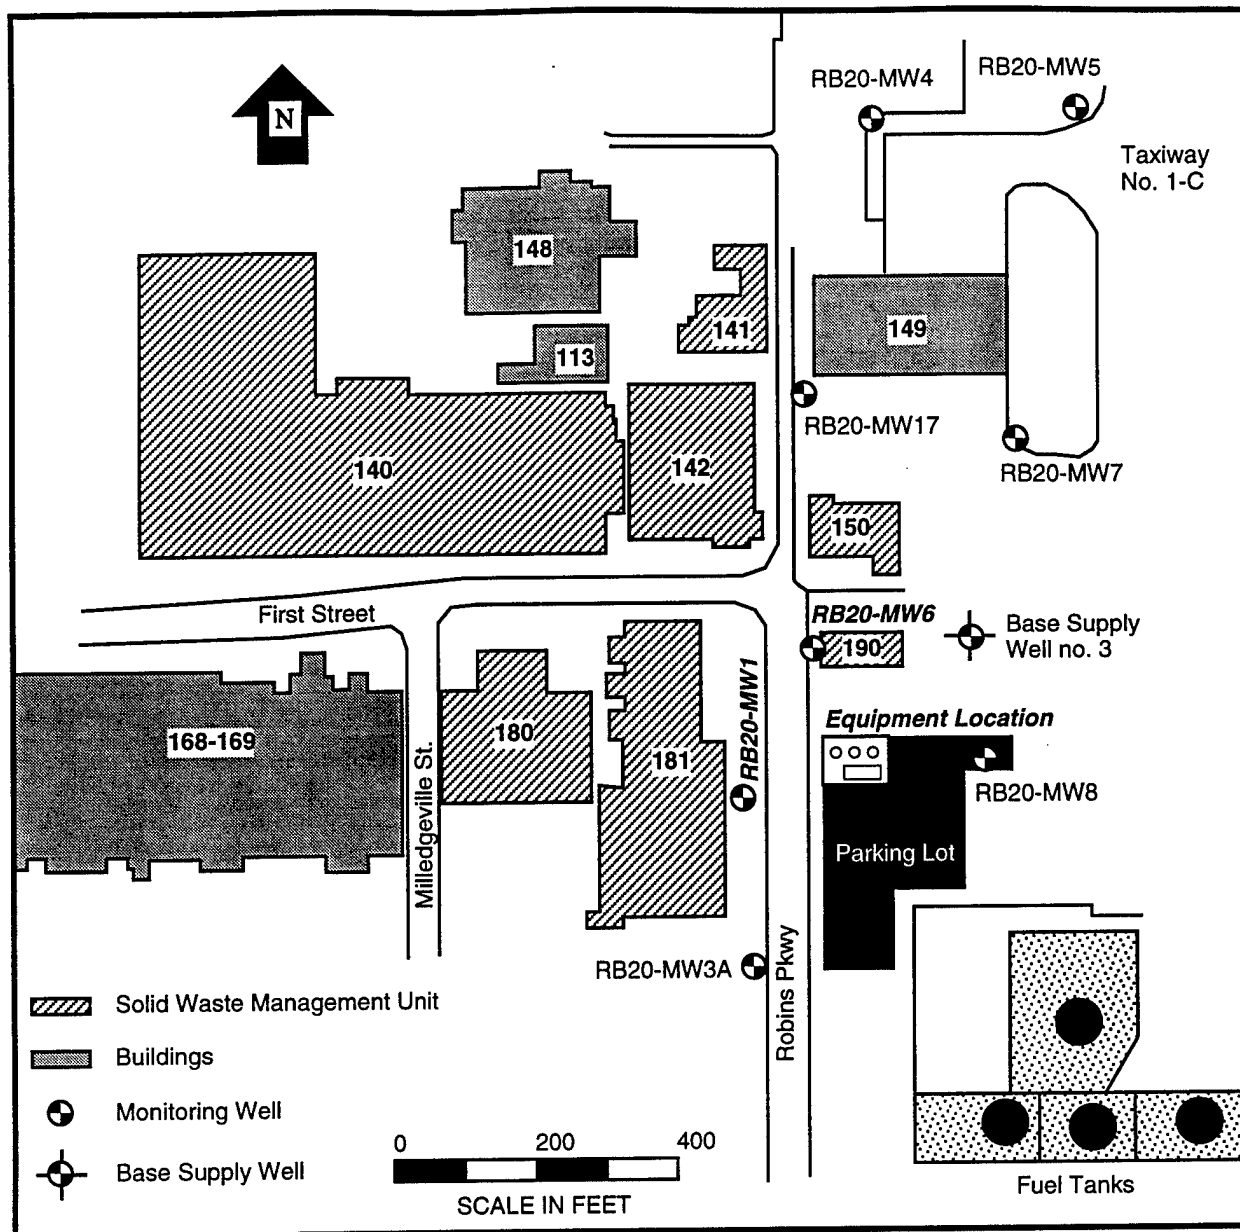 RB20-MW4
RB20-MW5
N
Taxiway
No. 1-C
148
141
149
113
RB20-MW17
140
142
RB20-MW7
150
First Street
RB20-MW6
Base Supply
Well no. 3
190
RB20-MW1
168-169
180
181
Equipment Location
RB20-MW8
Milledgeville St.
Parking Lot
RB20-MW3A
Robins Pkwy
Solid Waste Management Unit
Buildings
Monitoring Well
Base Supply Well
0 200 400
SCALE IN FEET
Fuel Tanks